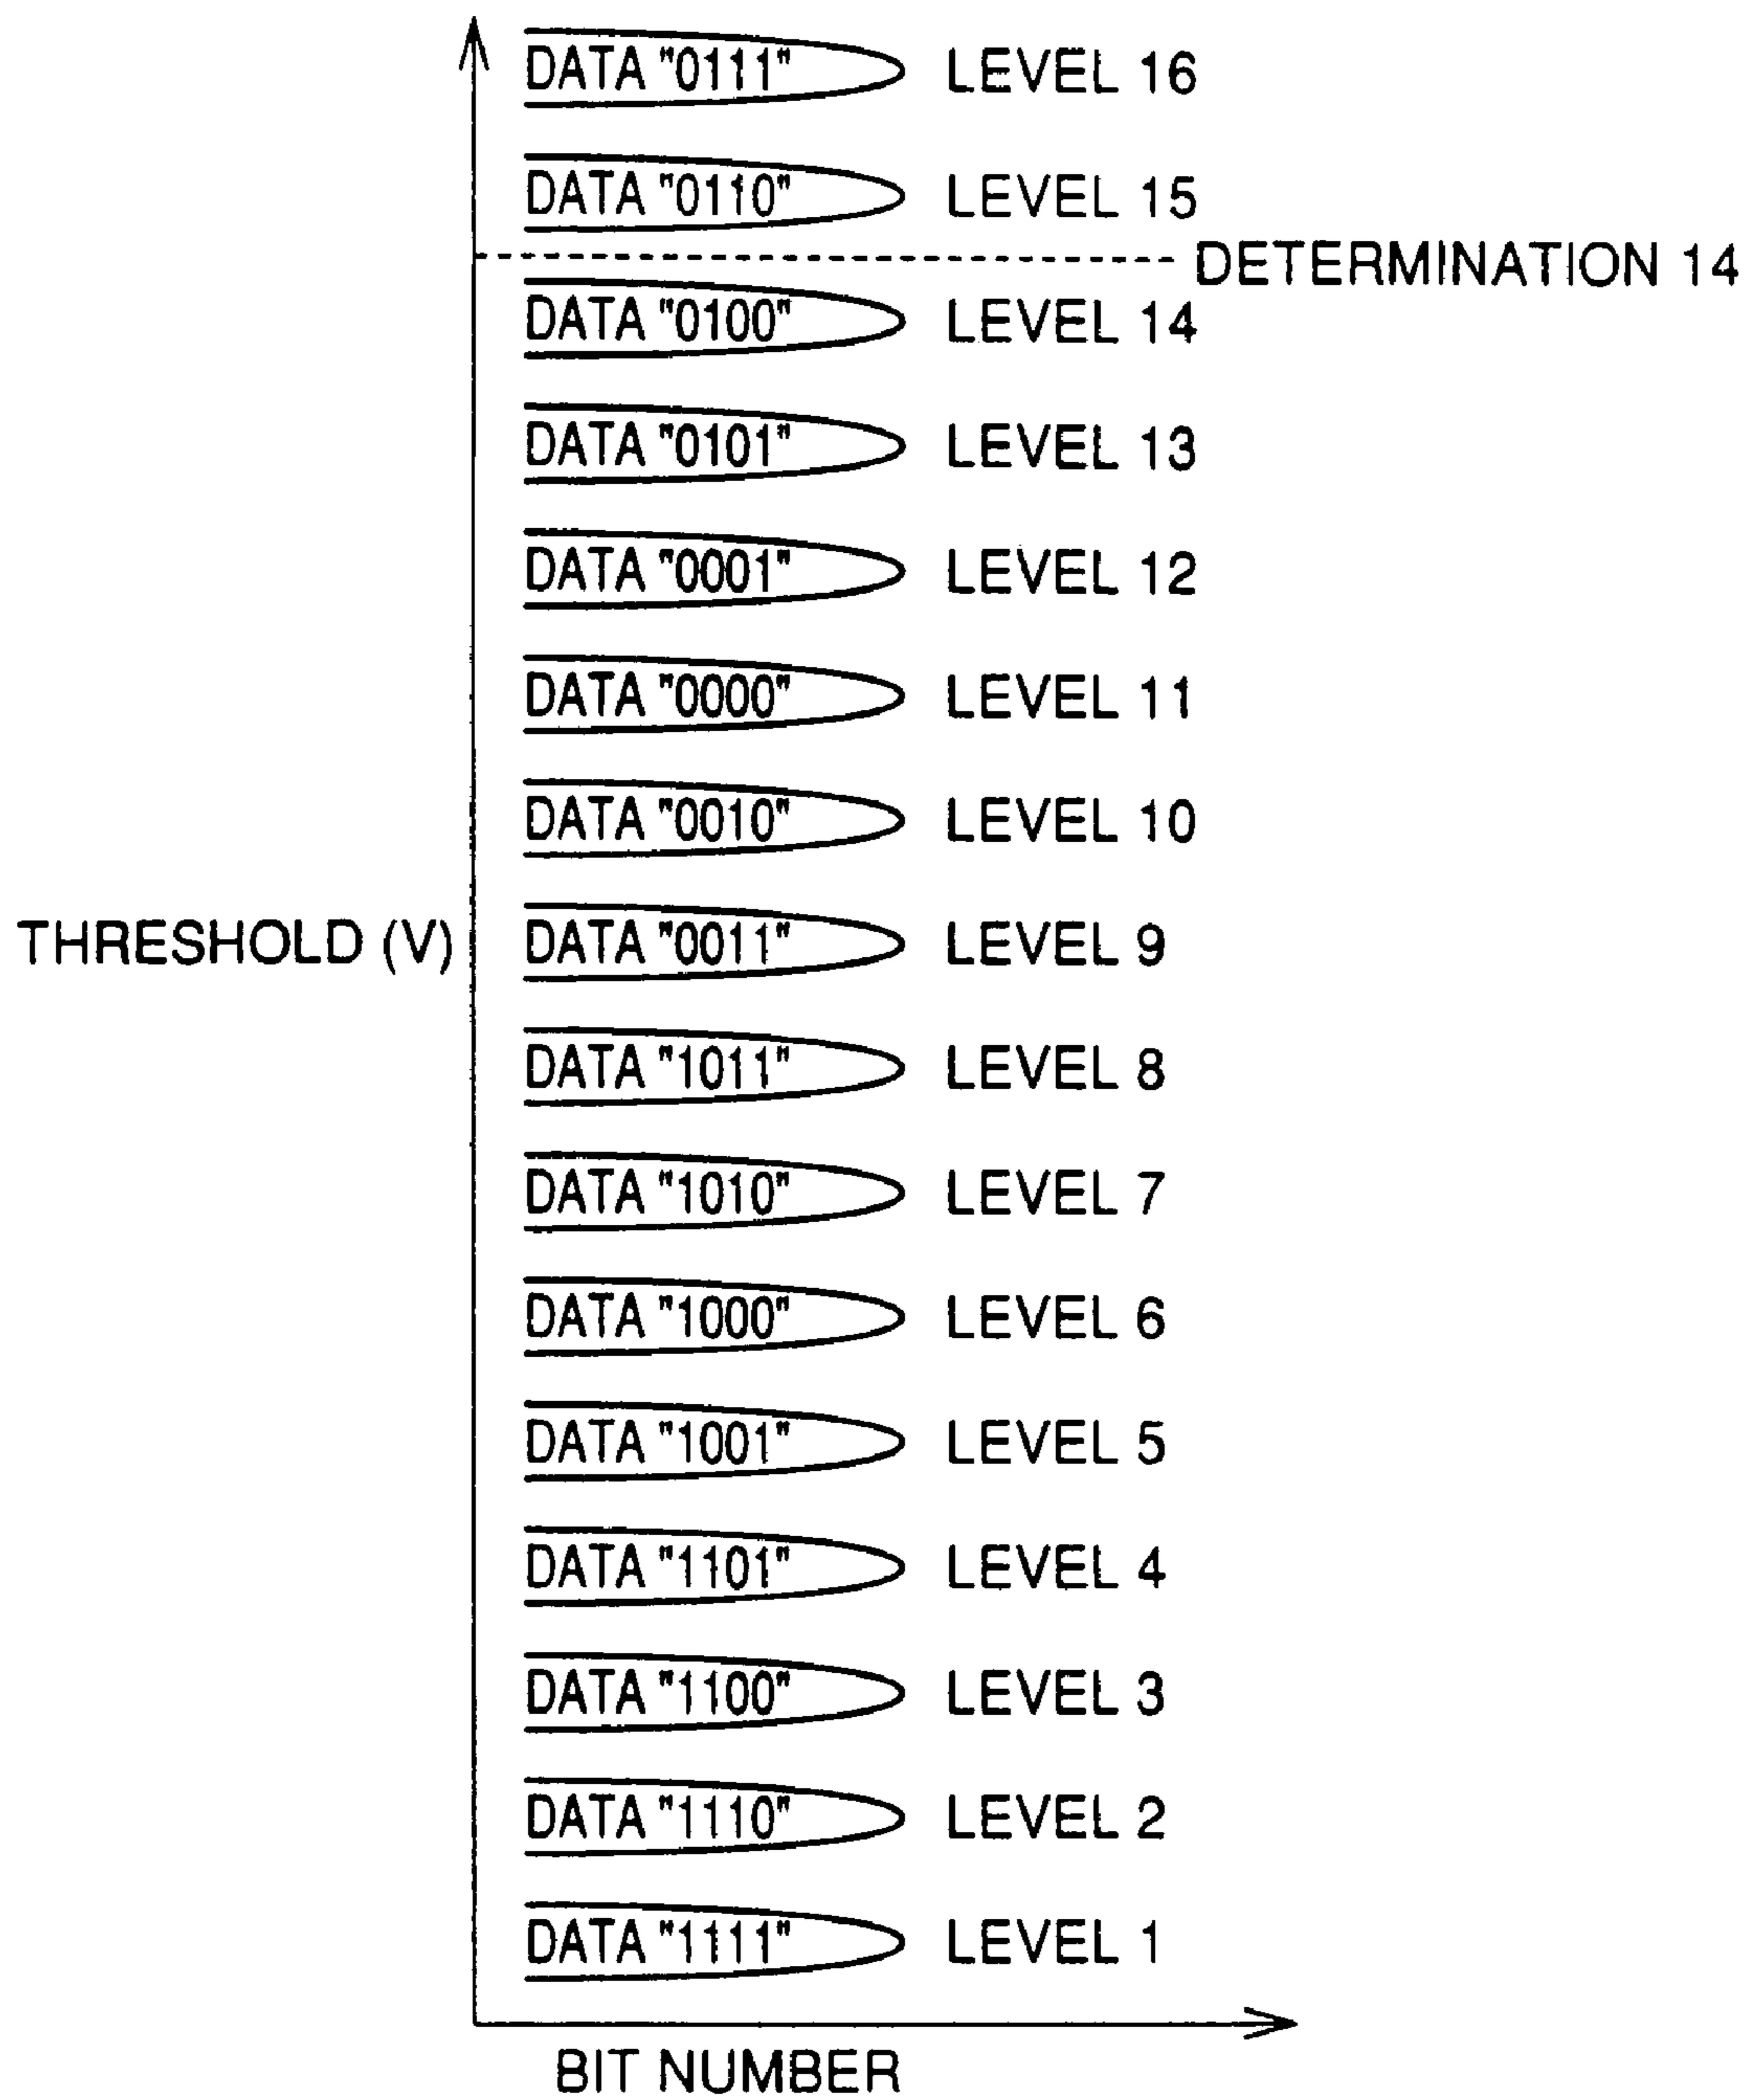 DATA "0111" LEVEL 16
DATA "0110" LEVEL 15
DETERMINATION 14
DATA "0100" LEVEL 14
DATA "0101" LEVEL 13
DATA "0001" LEVEL 12
DATA "0000" LEVEL 11
DATA "0010" LEVEL 10
THRESHOLD (V) DATA "0011" LEVEL 9
DATA "1011" LEVEL 8
DATA "1010" LEVEL 7
DATA "1000" LEVEL 6
DATA "1001" LEVEL 5
DATA "1101" LEVEL 4
DATA "1100" LEVEL 3
DATA "1110" LEVEL 2
DATA "1111" LEVEL 1
BIT NUMBER